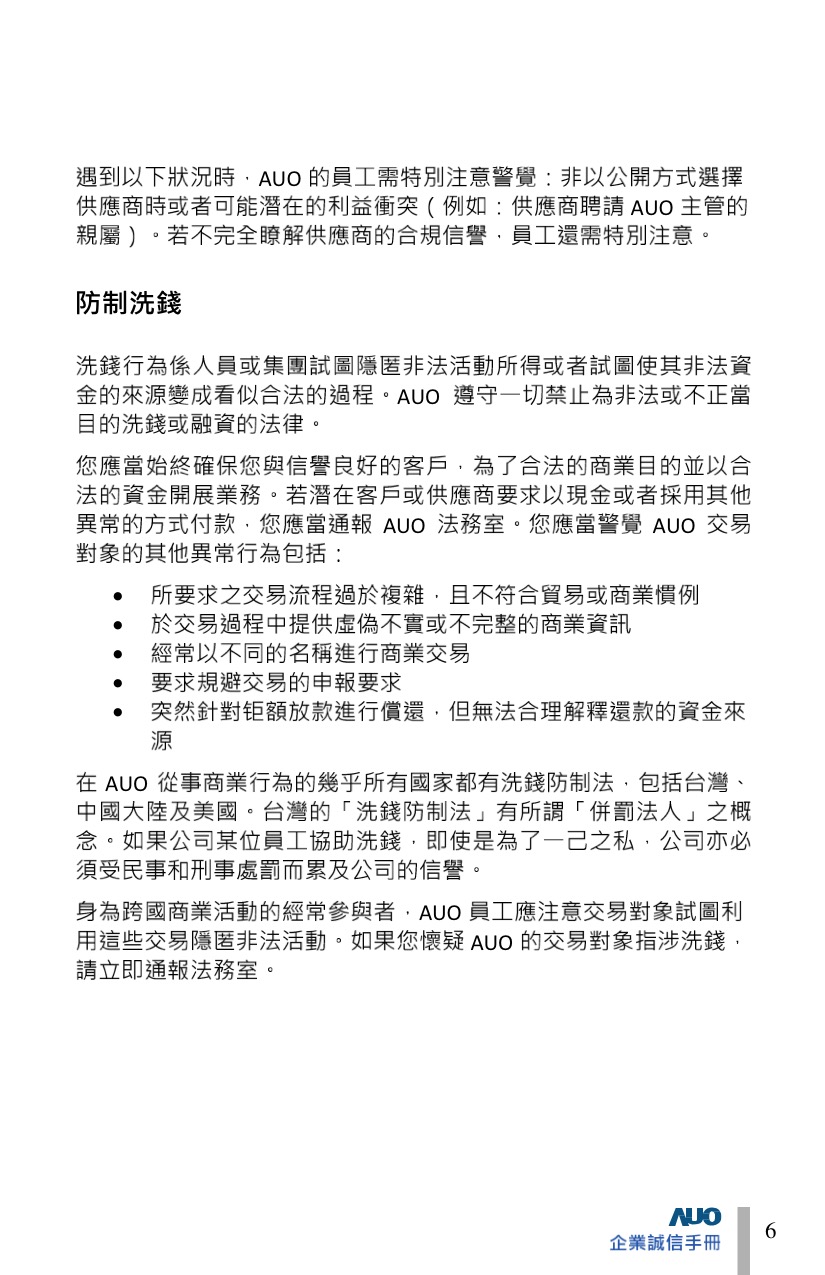 遇到以下狀況時，AUO 的員工需特別注意警覺：非以公開方式選擇
供應商時或者可能潛在的利益衝突（例如：供應商聘請 AUO 主管的
親屬）。若不完全瞭解供應商的合規信譽，員工還需特別注意。
防制洗錢
洗錢行為係人員或集團試圖隱匿非法活動所得或者試圖使其非法資
金的來源變成看似合法的過程。AUO 遵守一切禁止為非法或不正當
目的洗錢或融資的法律。
您應當始終確保您與信譽良好的客戶，為了合法的商業目的並以合
法的資金開展業務。若潛在客戶或供應商要求以現金或者採用其他
異常的方式付款，您應當通報 AUO 法務室。您應當警覺 AUO 交易
對象的其他異常行為包括：
• 所要求之交易流程過於複雜，且不符合貿易或商業慣例
• 於交易過程中提供虛偽不實或不完整的商業資訊
• 經常以不同的名稱進行商業交易
• 要求規避交易的申報要求
• 突然針對钜額放款進行償還，但無法合理解釋還款的資金來
源
在 AUO 從事商業行為的幾乎所有國家都有洗錢防制法，包括台灣、
中國大陸及美國。台灣的「洗錢防制法」有所謂「併罰法人」之概
念。如果公司某位員工協助洗錢，即使是為了一己之私，公司亦必
須受民事和刑事處罰而累及公司的信譽。
身為跨國商業活動的經常參與者，AUO 員工應注意交易對象試圖利
用這些交易隱匿非法活動。如果您懷疑 AUO 的交易對象指涉洗錢，
請立即通報法務室。
AUO
企業誠信手冊
6